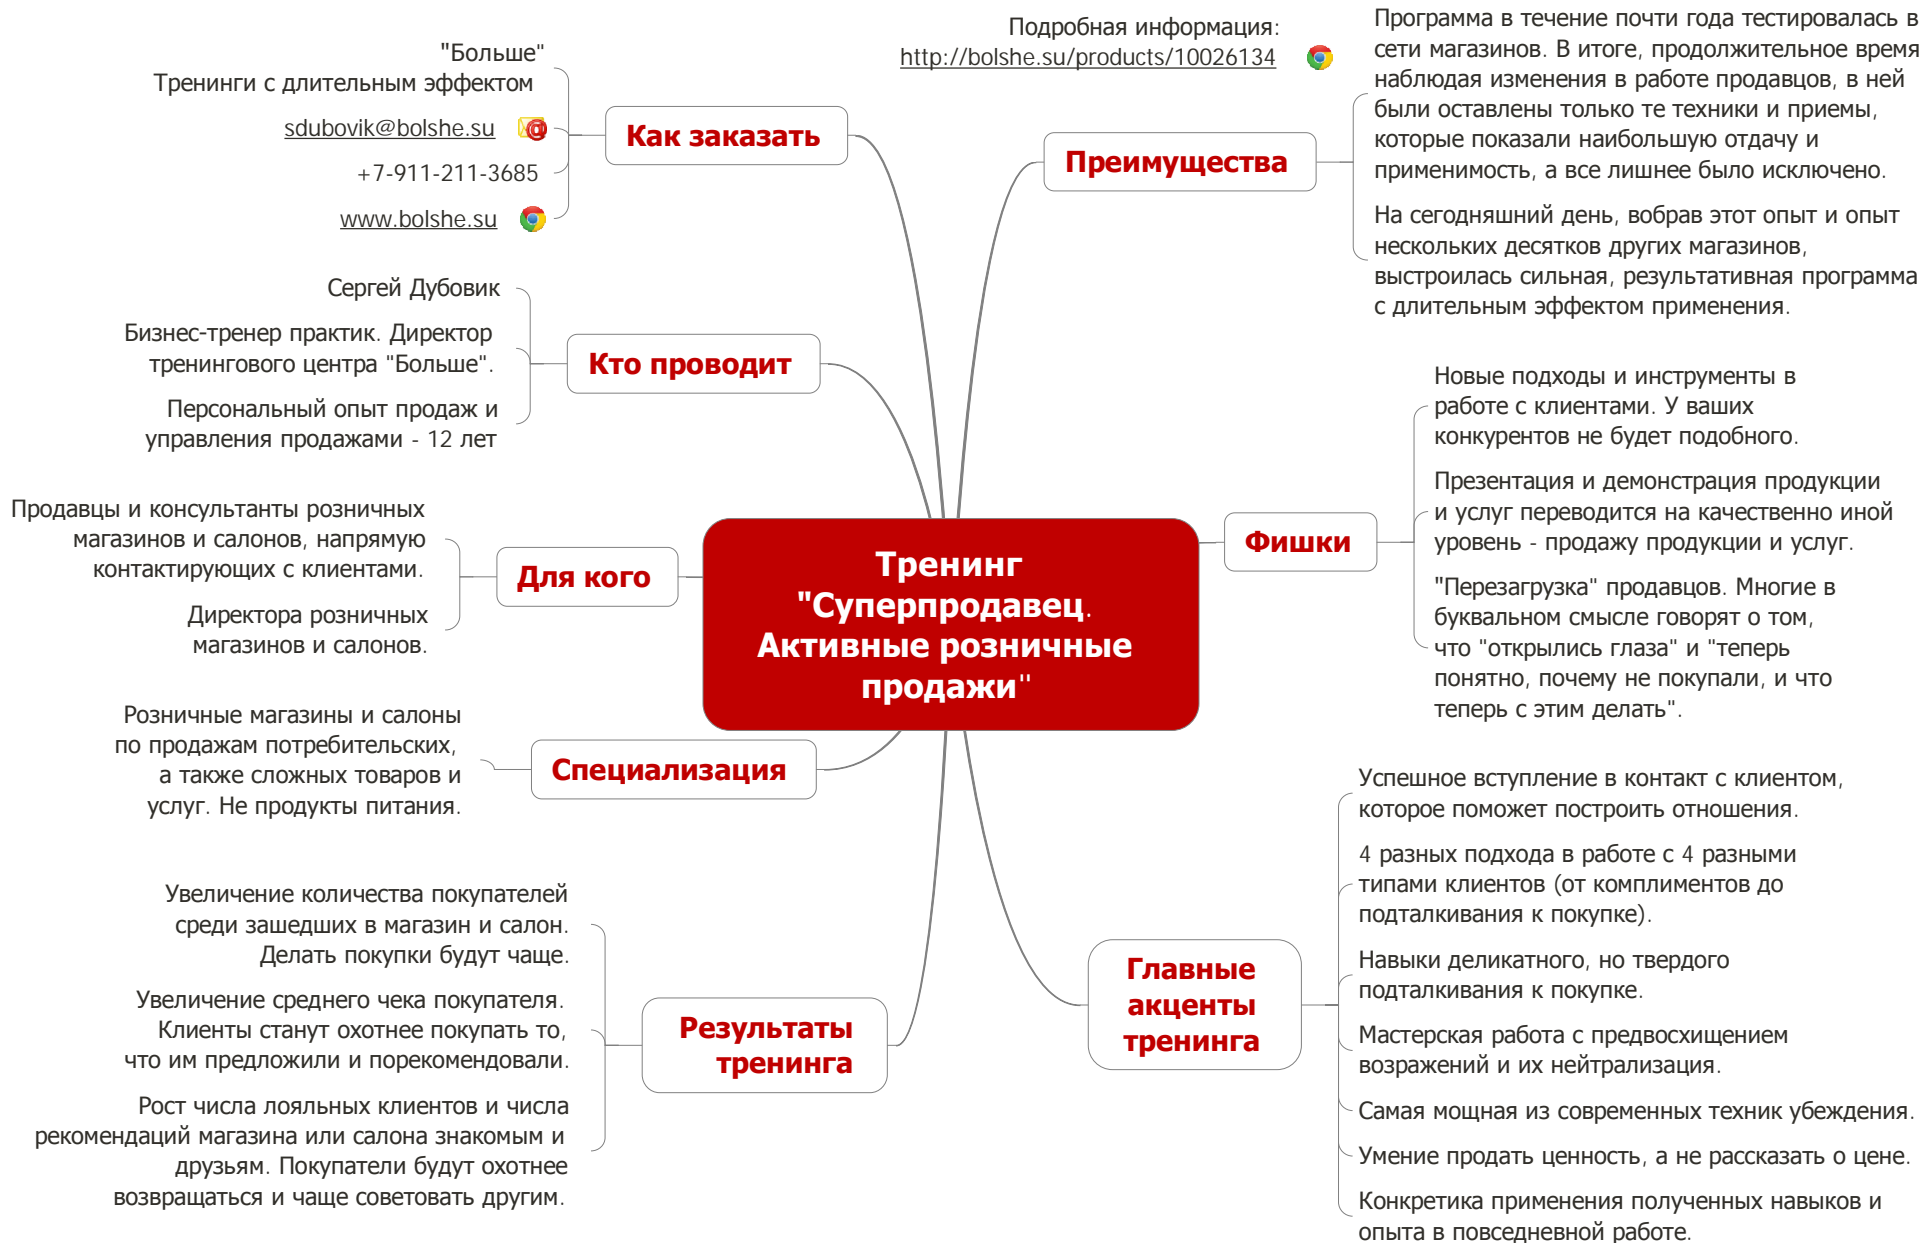 Подробная информация:
http://bolshe.su/products/10026134
"Больше"
Тренинги с длительным эффектом
sdubovik@bolshe.su
+7-911-211-3685
www.bolshe.su
Как заказать
Сергей Дубовик
Бизнес-тренер практик. Директор
тренингового центра "Больше".
Персональный опыт продаж и
управления продажами - 12 лет
Кто проводит
Продавцы и консультанты розничных
магазинов и салонов, напрямую
контактирующих с клиентами.
Директора розничных
магазинов и салонов.
Для кого
Розничные магазины и салоны
по продажам потребительских,
а также сложных товаров и
услуг. Не продукты питания.
Специализация
Увеличение количества покупателей
среди зашедших в магазин и салон.
Делать покупки будут чаще.
Увеличение среднего чека покупателя.
Клиенты станут охотнее покупать то,
что им предложили и порекомендовали.
Рост числа лояльных клиентов и числа
рекомендаций магазина или салона знакомым и
друзьям. Покупатели будут охотнее
возвращаться и чаще советовать другим.
Результаты
тренинга
Тренинг
"Суперпродавец.
Активные розничные
продажи"
Преимущества
Программа в течение почти года тестировалась в
сети магазинов. В итоге, продолжительное время
наблюдая изменения в работе продавцов, в ней
были оставлены только те техники и приемы,
которые показали наибольшую отдачу и
применимость, а все лишнее было исключено.
На сегодняшний день, вобрав этот опыт и опыт
нескольких десятков других магазинов,
выстроилась сильная, результативная программа
с длительным эффектом применения.
Фишки
Новые подходы и инструменты в
работе с клиентами. У ваших
конкурентов не будет подобного.
Презентация и демонстрация продукции
и услуг переводится на качественно иной
уровень - продажу продукции и услуг.
"Перезагрузка" продавцов. Многие в
буквальном смысле говорят о том,
что "открылись глаза" и "теперь
понятно, почему не покупали, и что
теперь с этим делать".
Главные
акценты
тренинга
Успешное вступление в контакт с клиентом,
которое поможет построить отношения.
4 разных подхода в работе с 4 разными
типами клиентов (от комплиментов до
подталкивания к покупке).
Навыки деликатного, но твердого
подталкивания к покупке.
Мастерская работа с предвосхищением
возражений и их нейтрализация.
Самая мощная из современных техник убеждения.
Умение продать ценность, а не рассказать о цене.
Конкретика применения полученных навыков и
опыта в повседневной работе.